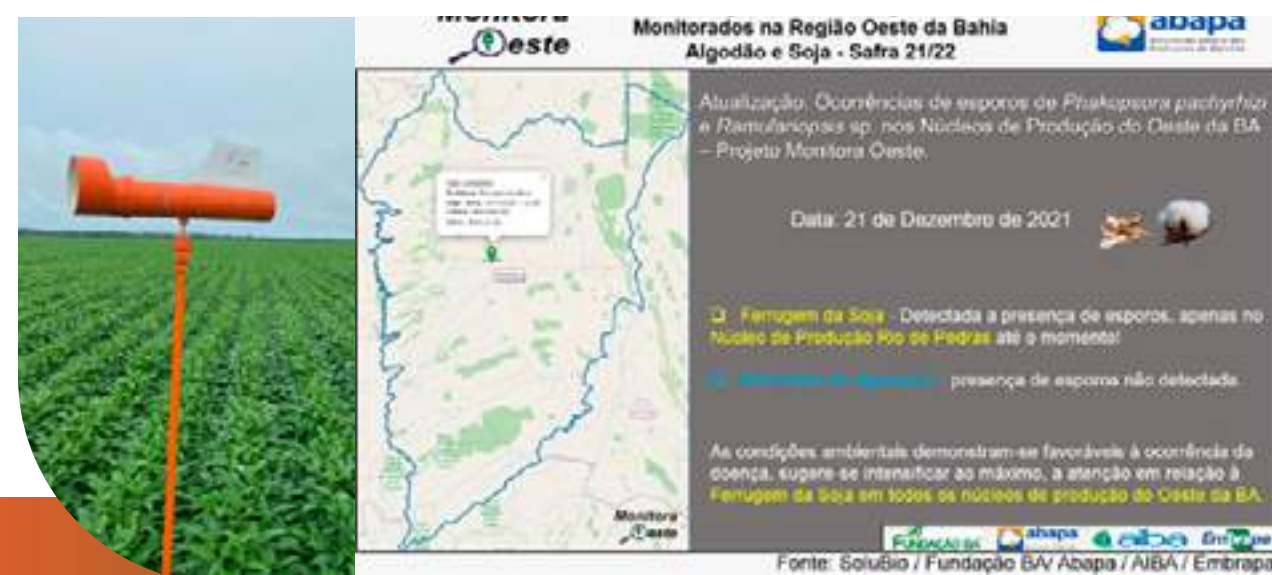 Monitora
Oeste
Monitorados na Região Oeste da Bahia
Algodão e Soja - Safra 21/22
abapa
Atualização: Ocorrências de esporos de Phakopsora pachyrhizi
e Ramulariopsis sp. nos Núcleos de Produção do Oeste da BA
– Projeto Monitora Oeste.
Data: 21 de Dezembro de 2021
Ferrugem da Soja Detectada a presença de esporos, apenas no
Núcleo de Produção Rio de Pedras até o momento!
presença de esporos não detectada
As condições ambientais demonstram-se favoráveis à ocorrência da
doença, sugere-se intensificar ao máximo, a atenção em relação à
Ferrugem da Soja em todos os núcleos de produção do Oeste da BA.
Monitora
Oeste
FUNDAÇÃO BA abapa aiba Embrapa
Fonte: SoluBio / Fundação BA/ Abapa / AIBA / Embrapa